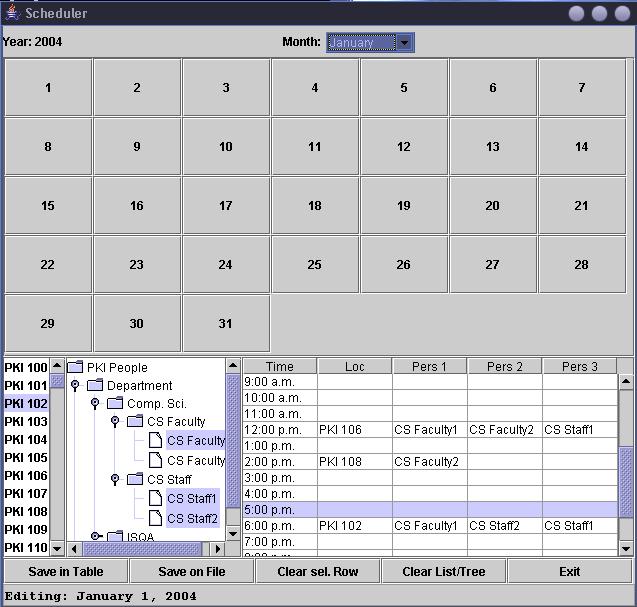 Scheduler
Year: 2004 Month: January
1 2 3 4 5 6 7
8 9 10 11 12 13 14
15 16 17 18 19 20 21
22 23 24 25 26 27 28
29 30 31
PKI 100
PKI 101
PKI 102
PKI 103
PKI 104
PKI 105
PKI 106
PKI 107
PKI 108
PKI 109
PKI 110
PKI People
Department
Comp. Sci.
CS Faculty
CS Faculty
CS Faculty
CS Staff
CS Staff1
CS Staff2
ISQA
Time Loc Pers 1 Pers 2 Pers 3
9:00 a.m.
10:00 a.m.
11:00 a.m.
12:00 p.m. PKI 106 CS Faculty1 CS Faculty2 CS Staff1
1:00 p.m.
2:00 p.m. PKI 108 CS Faculty2
3:00 p.m.
4:00 p.m.
5:00 p.m.
6:00 p.m. PKI 102 CS Faculty1 CS Staff2 CS Staff1
7:00 p.m.
Save in Table Save on File Clear sel. Row Clear List/Tree Exit
Editing: January 1, 2004